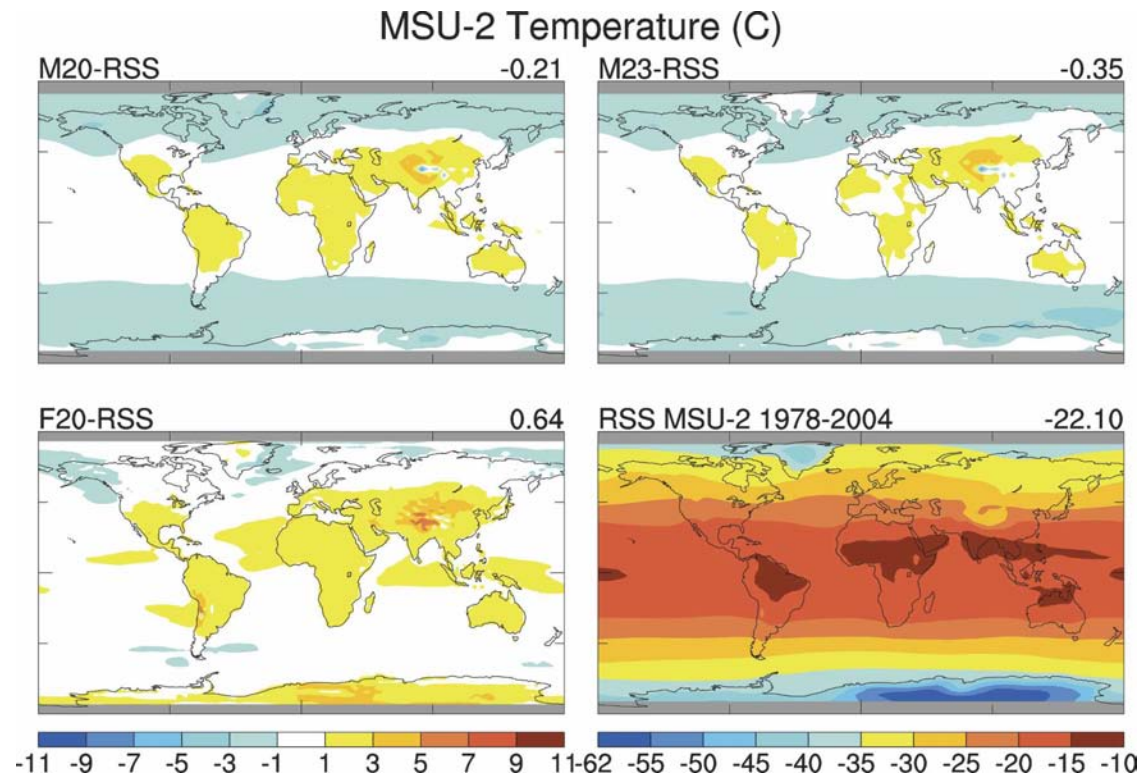 MSU-2 Temperature (C)
M20-RSS -0.21
M23-RSS -0.35
F20-RSS 0.64
RSS MSU-2 1978-2004 -22.10
-11 -9 -7 -5 -3 -1 1 3 5 7 9 11
-62 -55 -50 -45 -40 -35 -30 -25 -20 -15 -10